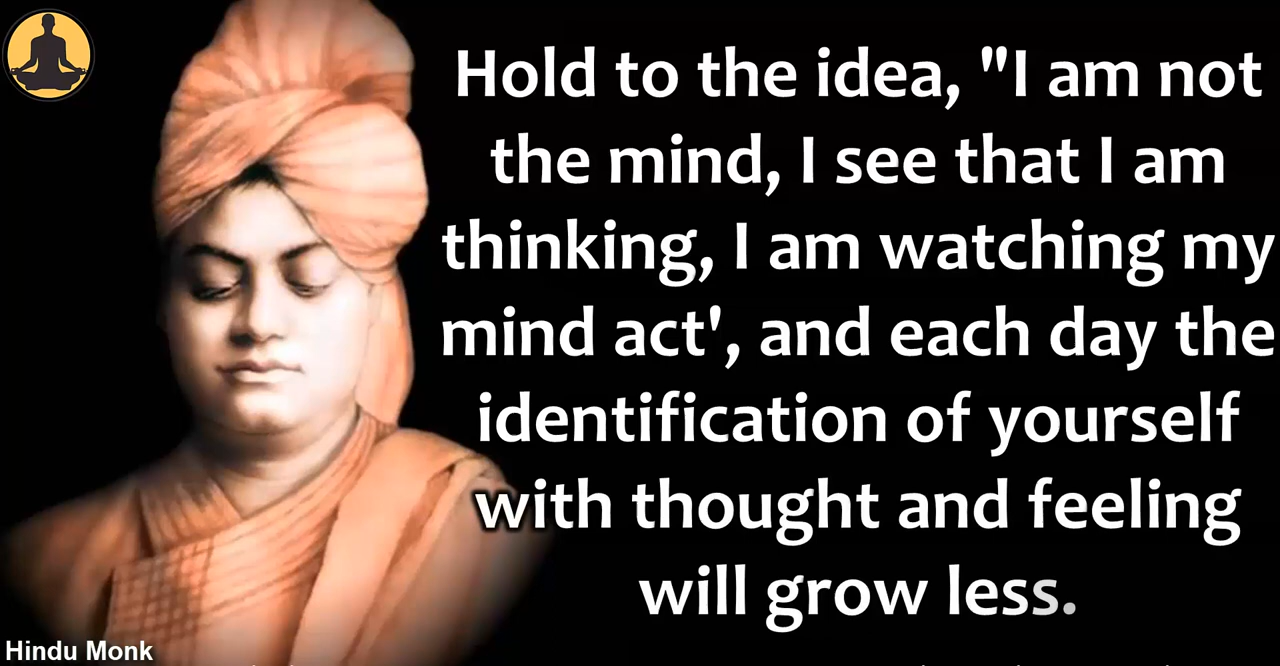 Hold to the idea, "I am not
the mind, I see that I am
thinking, I am watching my
mind act', and each day the
identification of yourself
with thought and feeling
will grow less.
Hindu Monk